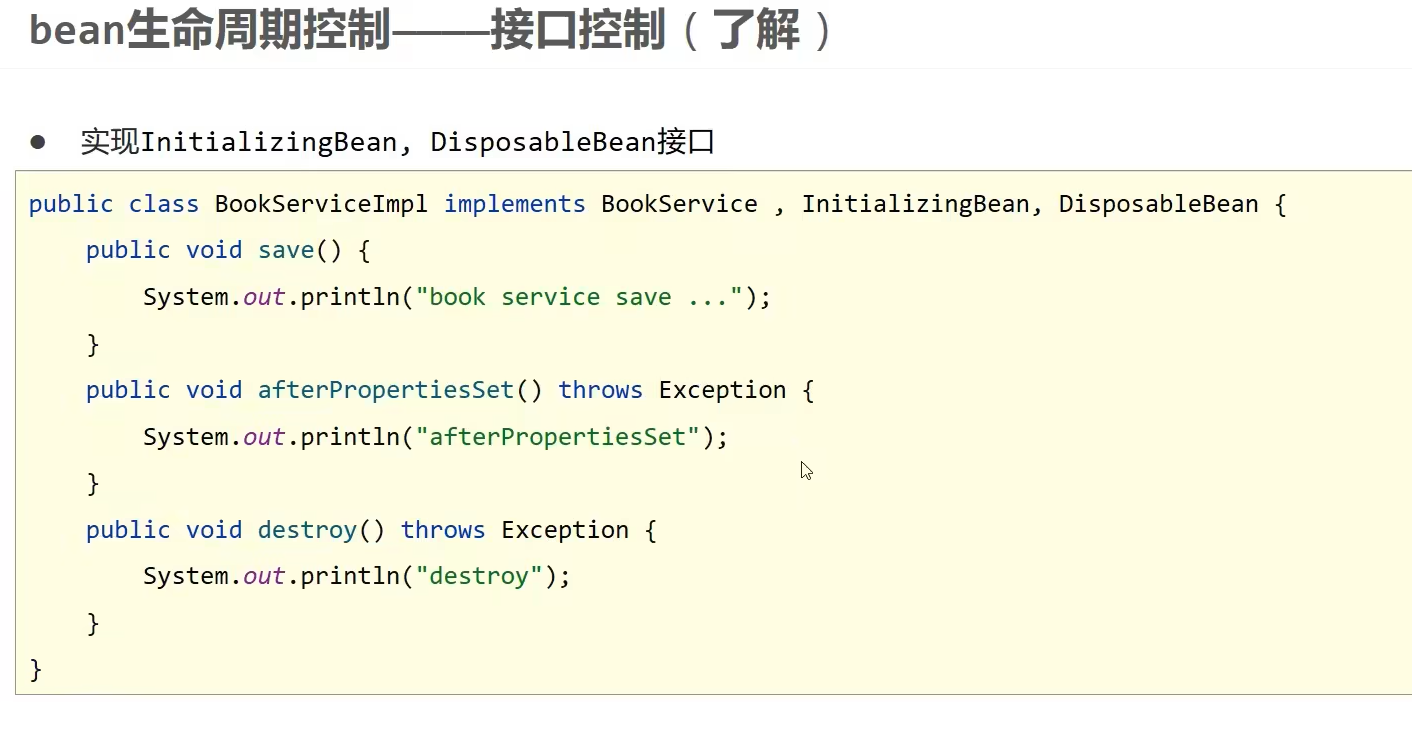 bean生命周期控制————接口控制（了解）
● 实现InitializingBean, DisposableBean接口
public class BookServiceImpl implements BookService , InitializingBean, DisposableBean {
    public void save() {
        System.out.println("book service save ...");
    }
    public void afterPropertiesSet() throws Exception {
        System.out.println("afterPropertiesSet");
    }
    public void destroy() throws Exception {
        System.out.println("destroy");
    }
}